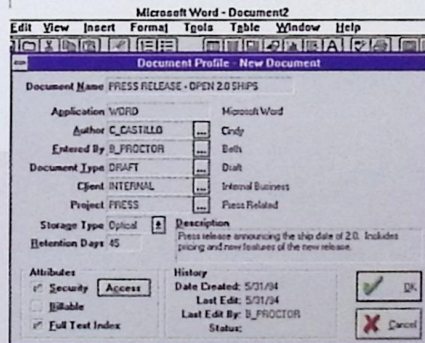 Microsoft Word - Document2
Edit View Insert Format Tools Table Window Help
Document Profile - New Document
Document Name PRESS RELEASE - OPEN 2.0 SHIPS
Application WORD Microsoft Word
Author C_CASTILLO ... Cindy
Entered By B_PROCTOR ... Beth
Document Type DRAFT ... Draft
Client INTERNAL ... Internal Business
Project PRESS ... Press Related
Storage Type Optical Description
Retention Days 45 Press release announcing the ship date of 2.0. Includes
pricing and new features of the new release.
Attributes History
Security Access Date Created: 5/31/94 OK
Billable Last Edit: 5/31/94
Full Text Index Last Edit By: B_PROCTOR Cancel
Status: